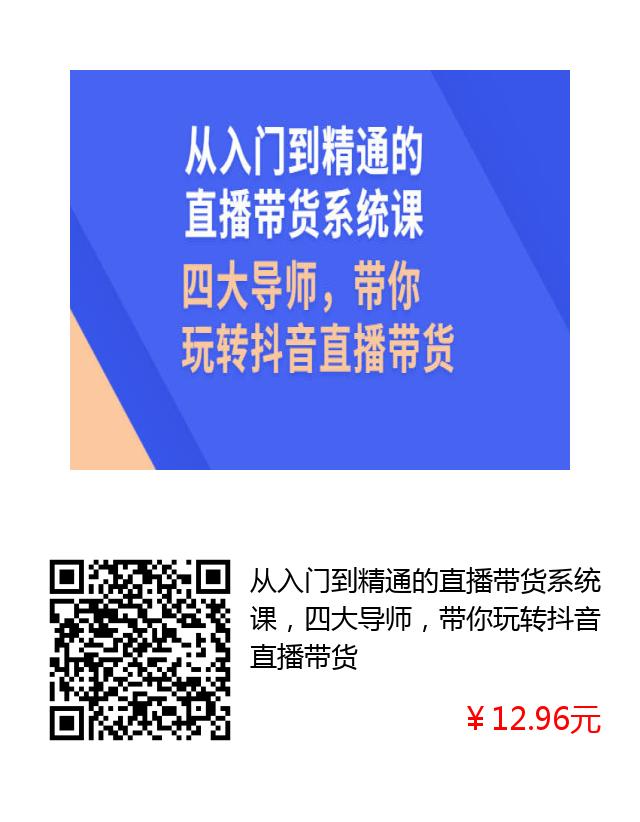 从入门到精通的
直播带货系统课
四大导师，带你
玩转抖音直播带货
从入门到精通的直播带货系统
课，四大导师，带你玩转抖音
直播带货
￥12.96元